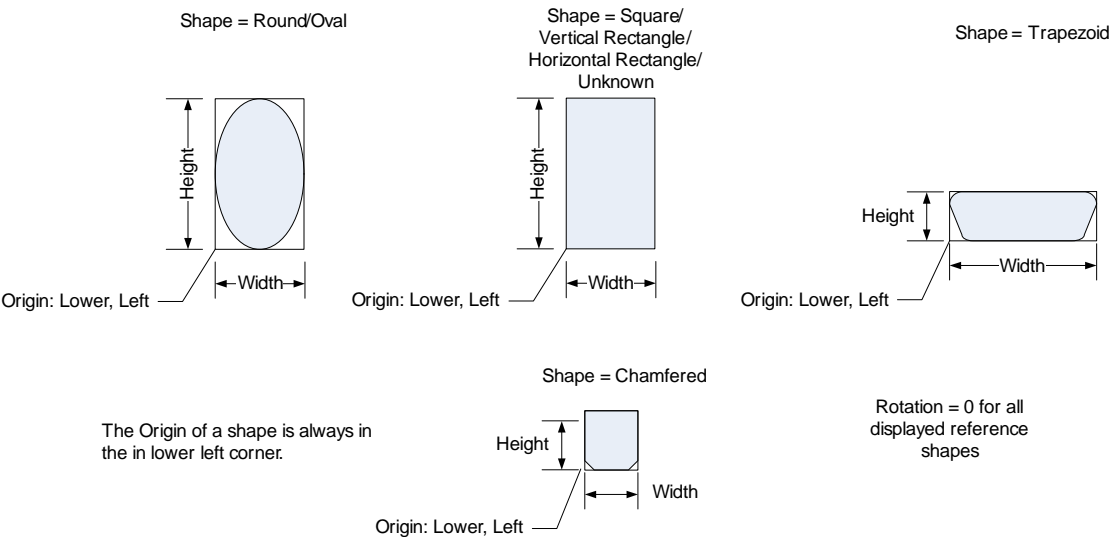 Shape = Round/Oval
Height
Width
Origin: Lower, Left
Shape = Square/
Vertical Rectangle/
Horizontal Rectangle/
Unknown
Height
Width
Origin: Lower, Left
Shape = Trapezoid
Height
Width
Origin: Lower, Left
The Origin of a shape is always in
the in lower left corner.
Shape = Chamfered
Height
Width
Origin: Lower, Left
Rotation = 0 for all
displayed reference
shapes